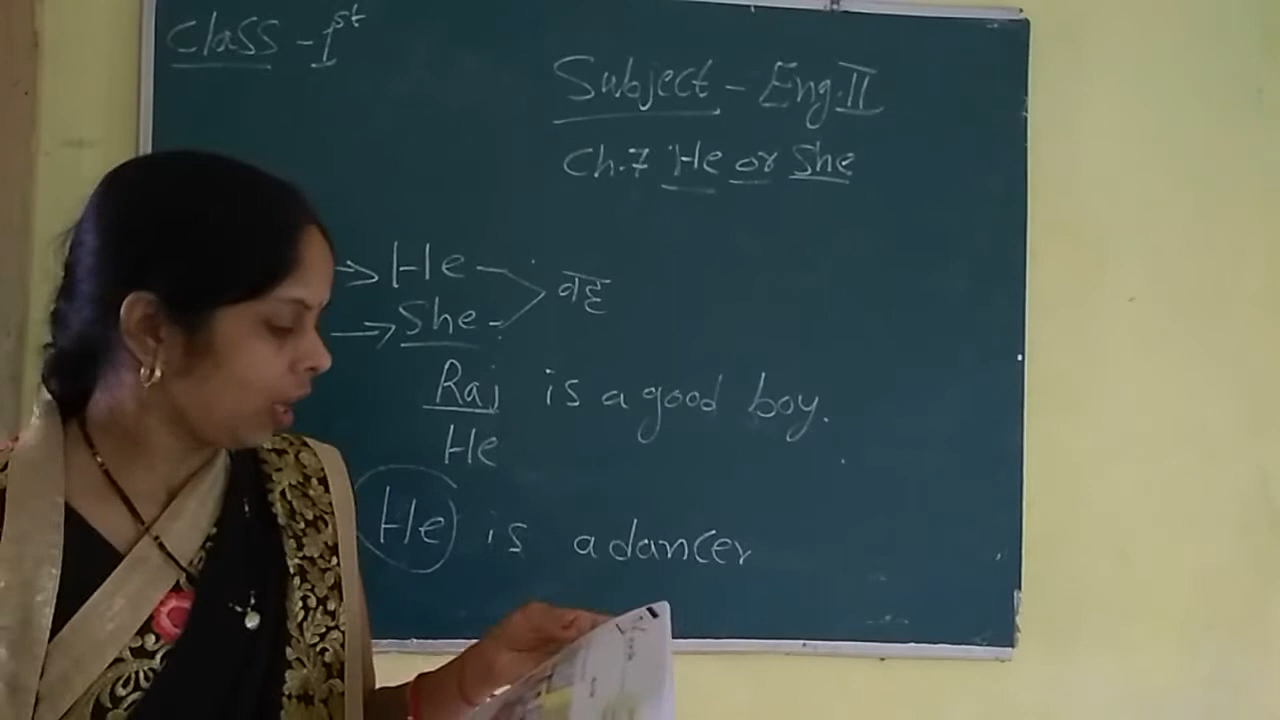 Class - 1st
Subject - Eng.II
Ch.7 He or She
→ He
→ She
वह
Raj is a good boy.
He
He is a dancer